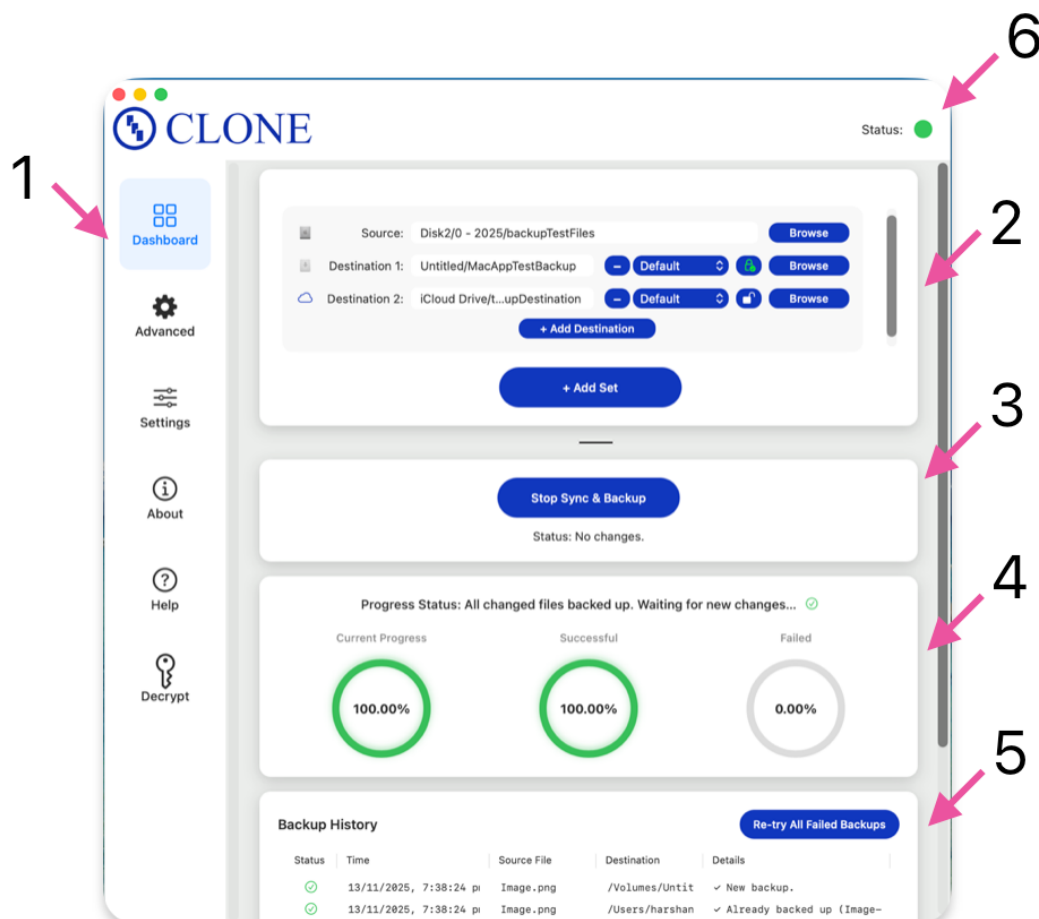 6
CLONE
Status:
1
Dashboard
Advanced
Settings
About
Help
Decrypt
2
Source: Disk2/0 - 2025/backupTestFiles Browse
Destination 1: Untitled/MacAppTestBackup – Default Browse
Destination 2: iCloud Drive/t...upDestination – Default Browse
+ Add Destination
+ Add Set
3
Stop Sync & Backup
Status: No changes.
4
Progress Status: All changed files backed up. Waiting for new changes...
Current Progress Successful Failed
100.00% 100.00% 0.00%
5
Backup History Re-try All Failed Backups
Status Time Source File Destination Details
13/11/2025, 7:38:24 Image.png /Volumes/Untit ✓ New backup.
13/11/2025, 7:38:24 Image.png /Users/harshan ✓ Already backed up (Image-